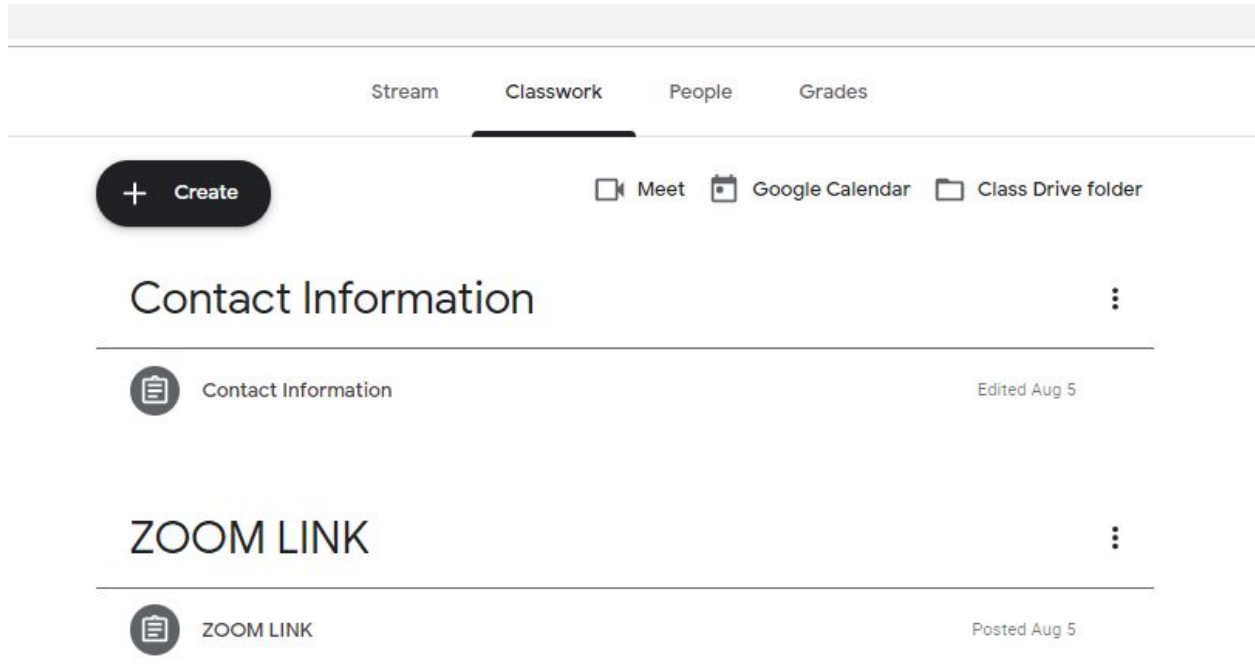 Stream Classwork People Grades
+ Create Meet Google Calendar Class Drive folder
Contact Information
Contact Information Edited Aug 5
ZOOM LINK
ZOOM LINK Posted Aug 5